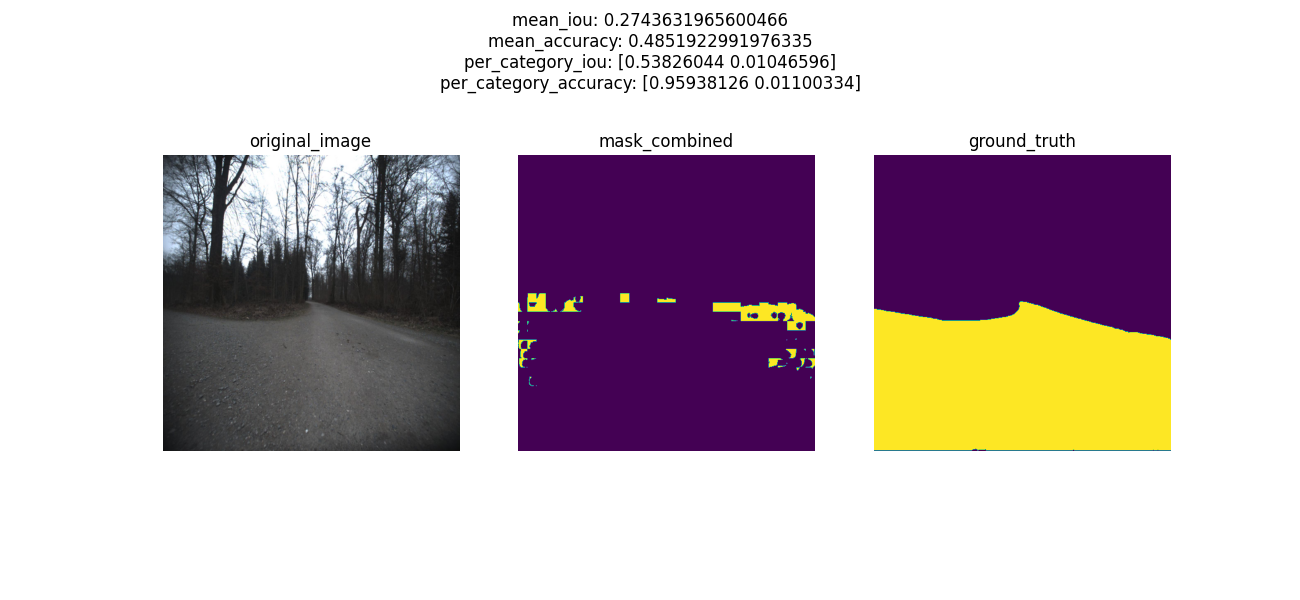 mean_iou: 0.2743631965600466
mean_accuracy: 0.4851922991976335
per_category_iou: [0.53826044 0.01046596]
per_category_accuracy: [0.95938126 0.01100334]
original_image
mask_combined
ground_truth